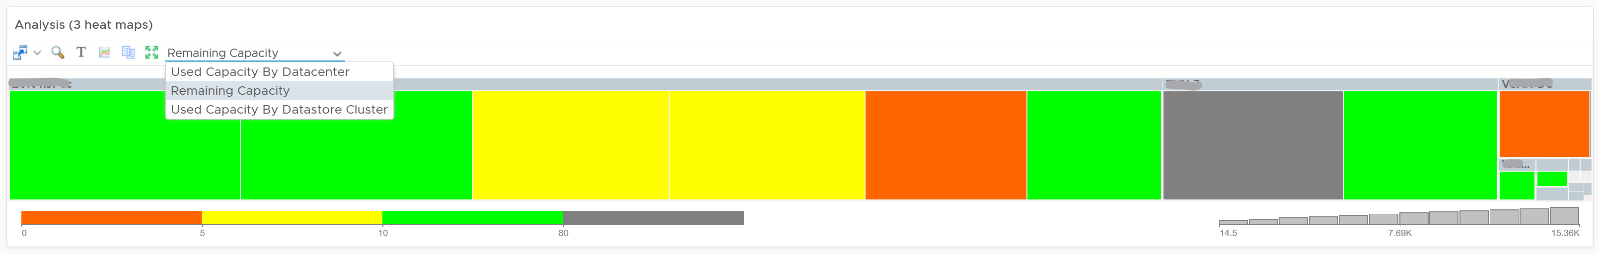 Analysis (3 heat maps)
T
Remaining Capacity
Used Capacity By Datacenter
Remaining Capacity
Used Capacity By Datastore Cluster
0 5 10 80
14.5 7.69K 15.36K